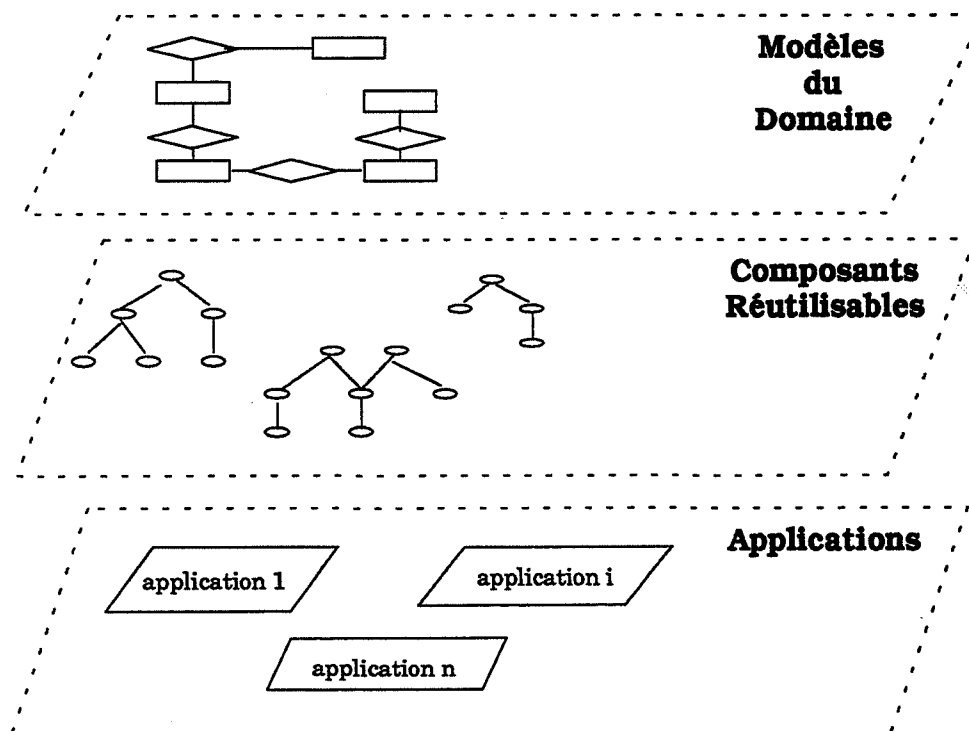 Modèles
du
Domaine
Composants
Réutilisables
Applications
application 1
application i
application n